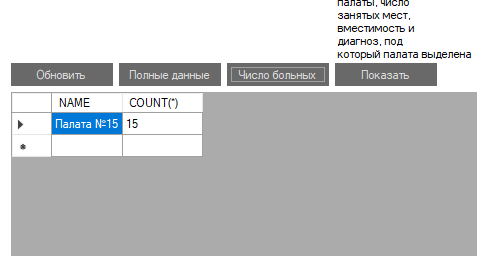 палаты, число
занятых мест,
вместимость и
диагноз, под
который палата выделена
Обновить Полные данные Число больных Показать
NAME COUNT(*)
Палата №15 15